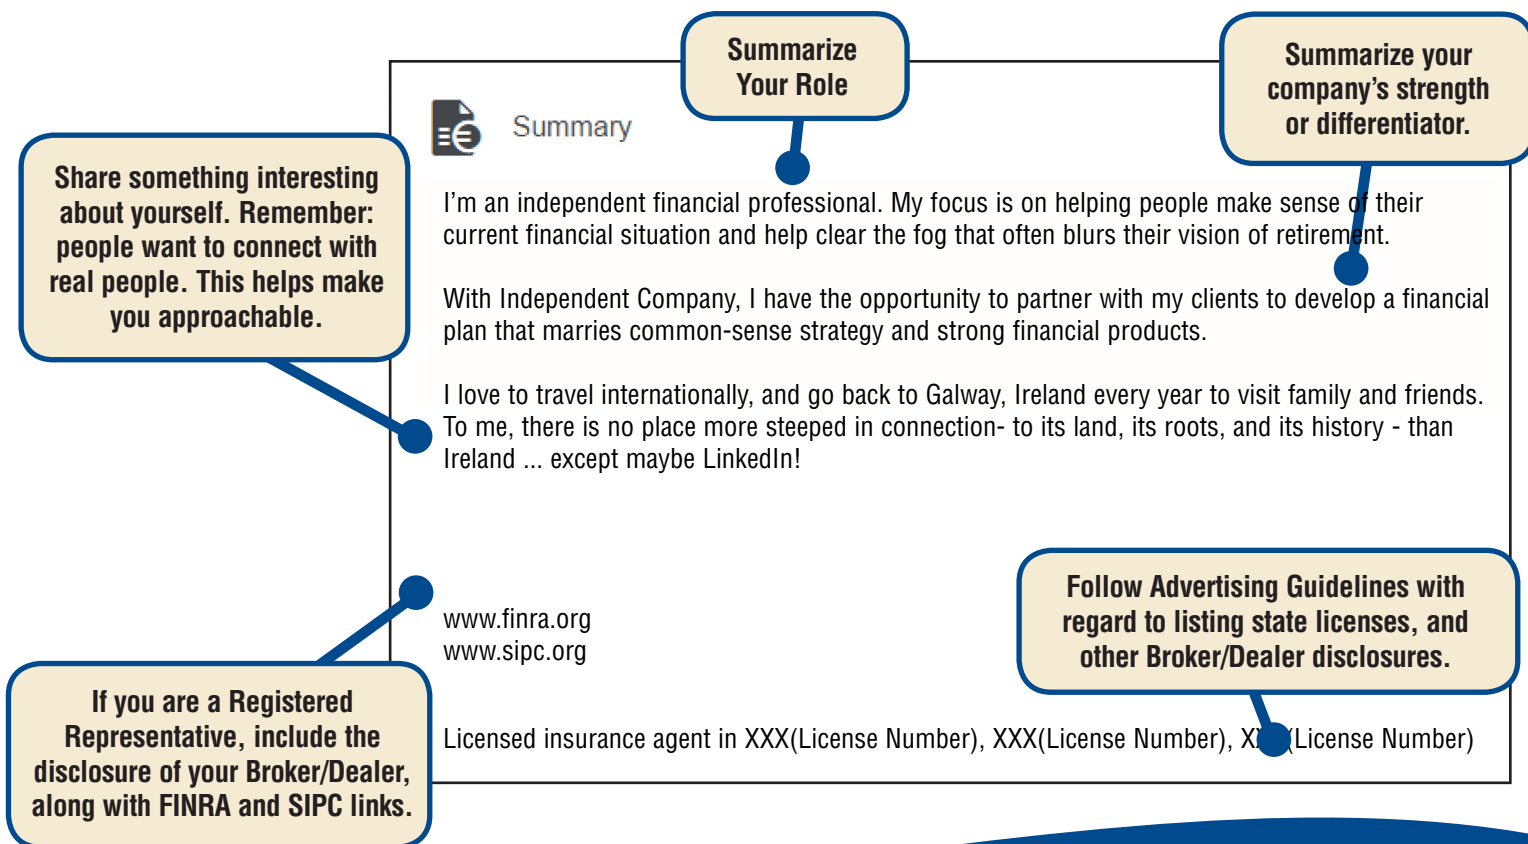 Summarize
Your Role
Summarize your
company's strength
or differentiator.
Summary
Share something interesting
about yourself. Remember:
people want to connect with
real people. This helps make
you approachable.
I'm an independent financial professional. My focus is on helping people make sense of their
current financial situation and help clear the fog that often blurs their vision of retirement.
With Independent Company, I have the opportunity to partner with my clients to develop a financial
plan that marries common-sense strategy and strong financial products.
I love to travel internationally, and go back to Galway, Ireland every year to visit family and friends.
To me, there is no place more steeped in connection- to its land, its roots, and its history - than
Ireland ... except maybe LinkedIn!
Follow Advertising Guidelines with
regard to listing state licenses, and
other Broker/Dealer disclosures.
www.finra.org
www.sipc.org
If you are a Registered
Representative, include the
disclosure of your Broker/Dealer,
along with FINRA and SIPC links.
Licensed insurance agent in XXX(License Number), XXX(License Number), XXX(License Number)